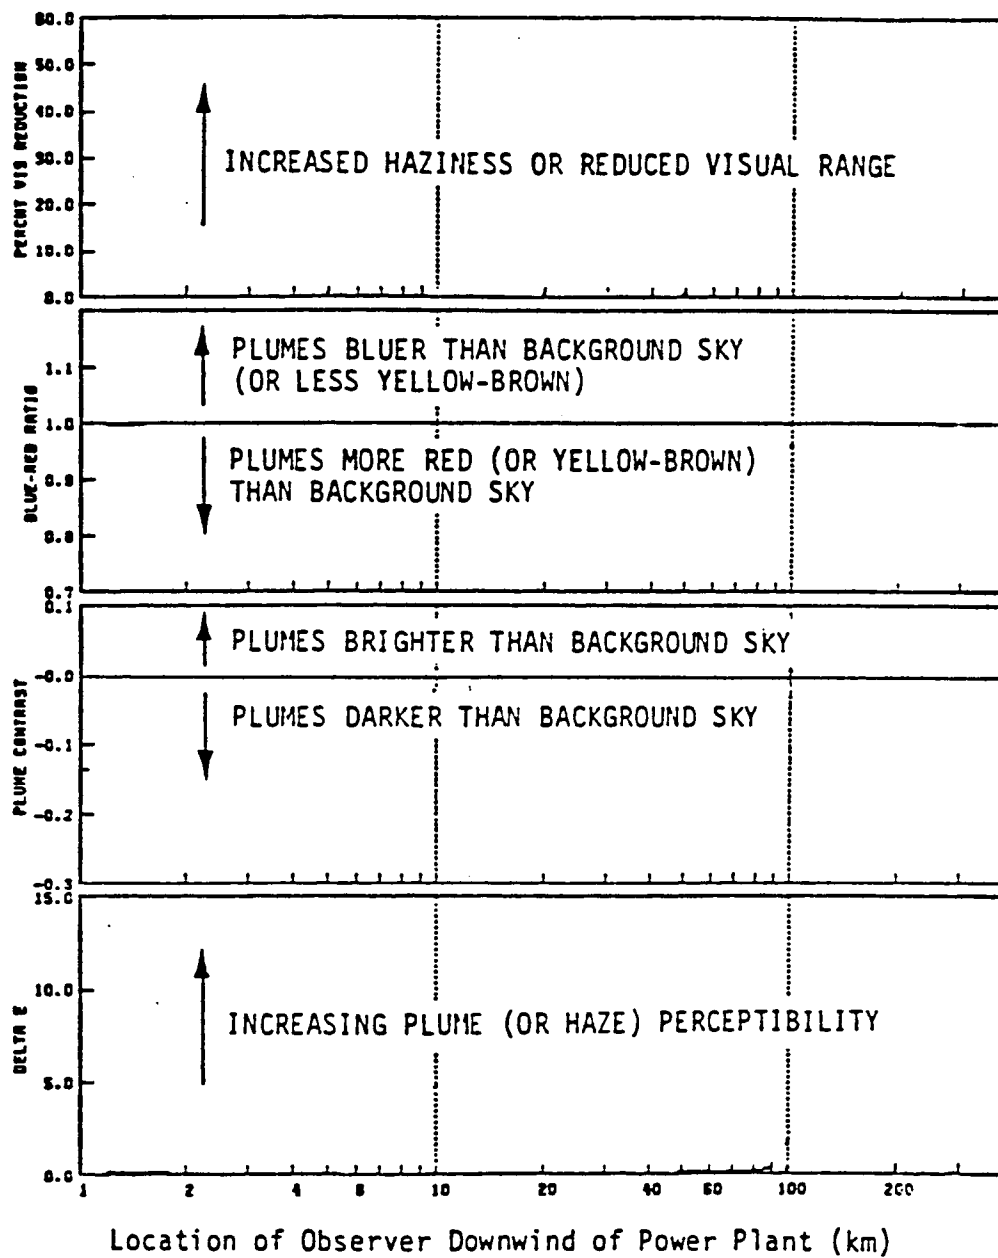 PERCNT VIS REDUCTION
60.0
50.0
40.0
30.0
20.0
10.0
0.0
INCREASED HAZINESS OR REDUCED VISUAL RANGE
BLUE-RED RATIO
1.1
1.0
0.9
0.8
0.7
PLUMES BLUER THAN BACKGROUND SKY
(OR LESS YELLOW-BROWN)
PLUMES MORE RED (OR YELLOW-BROWN)
THAN BACKGROUND SKY
PLUME CONTRAST
0.1
-0.0
-0.1
-0.2
-0.3
PLUMES BRIGHTER THAN BACKGROUND SKY
PLUMES DARKER THAN BACKGROUND SKY
DELTA E
15.0
10.0
5.0
0.0
INCREASING PLUME (OR HAZE) PERCEPTIBILITY
1 2 4 6 10 20 40 60 100 200
Location of Observer Downwind of Power Plant (km)